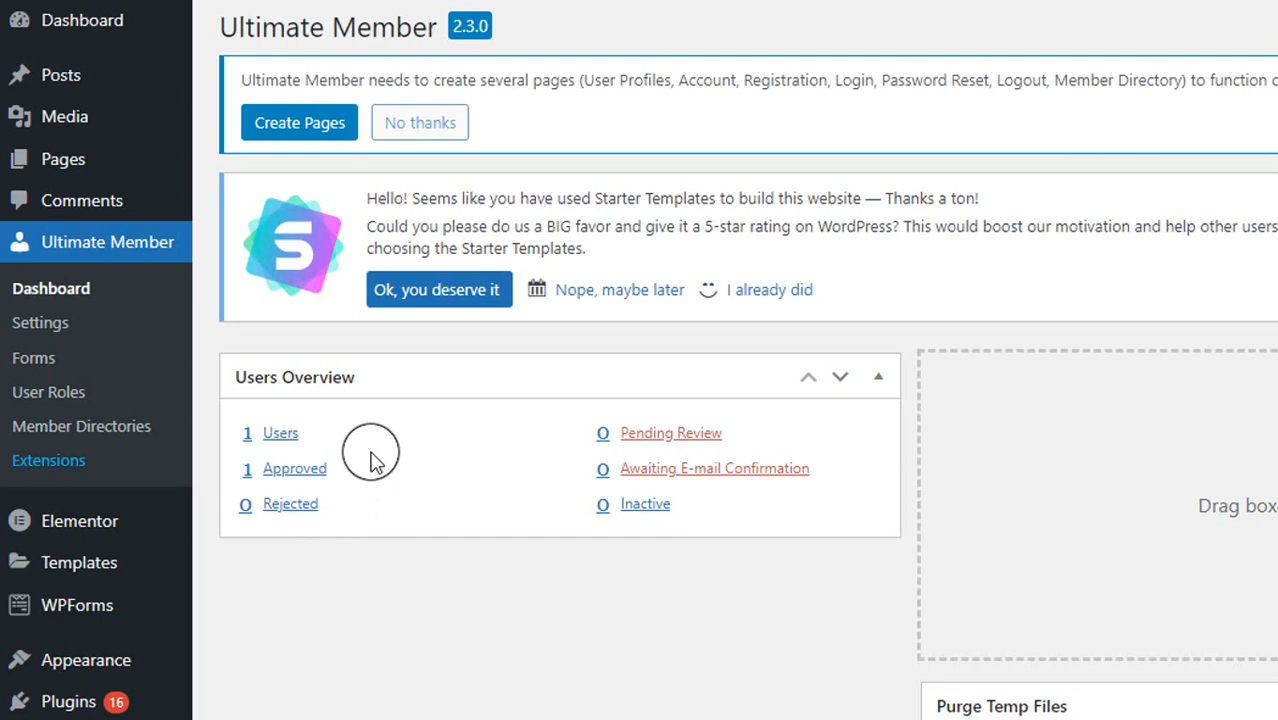 Dashboard
Posts
Media
Pages
Comments
Ultimate Member
Dashboard
Settings
Forms
User Roles
Member Directories
Extensions
Elementor
Templates
WPForms
Appearance
Plugins 16
Ultimate Member 2.3.0
Ultimate Member needs to create several pages (User Profiles, Account, Registration, Login, Password Reset, Logout, Member Directory) to function
Create Pages No thanks
Hello! Seems like you have used Starter Templates to build this website — Thanks a ton!
Could you please do us a BIG favor and give it a 5-star rating on WordPress? This would boost our motivation and help other users
choosing the Starter Templates.
Ok, you deserve it Nope, maybe later I already did
Users Overview
1 Users 0 Pending Review
1 Approved 0 Awaiting E-mail Confirmation
0 Rejected 0 Inactive
Drag
Purge Temp Files